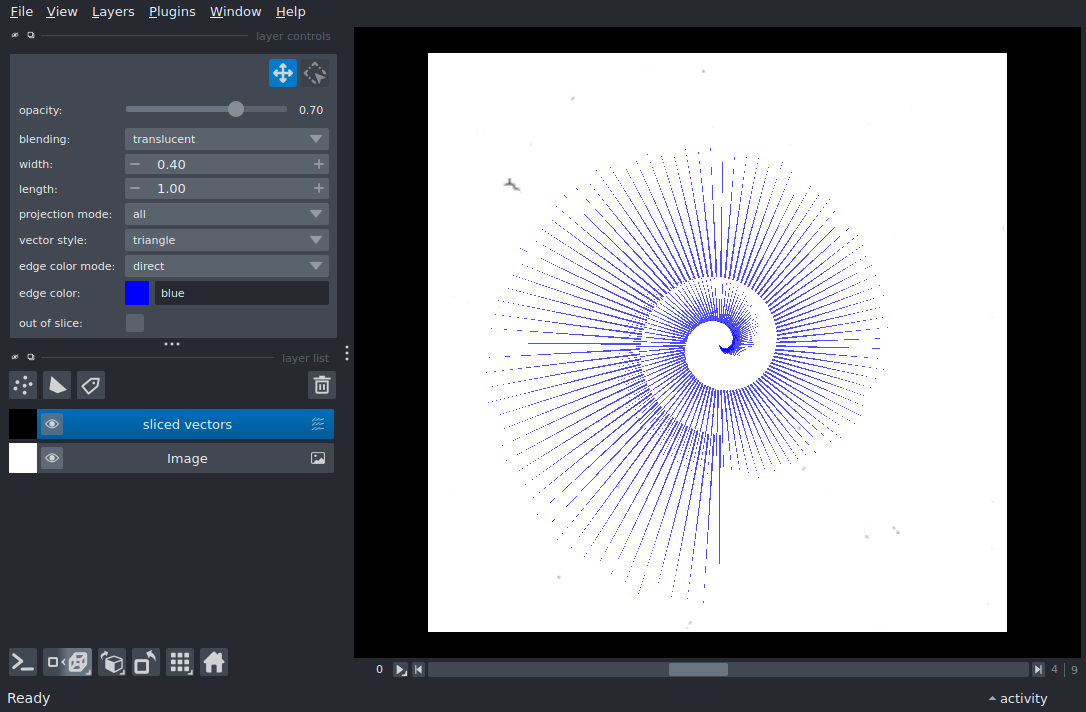 File View Layers Plugins Window Help
layer controls
opacity: 0.70
blending: translucent
width: 0.40
length: 1.00
projection mode: all
vector style: triangle
edge color mode: direct
edge color: blue
out of slice:
layer list
sliced vectors
Image
0 4 9
Ready activity